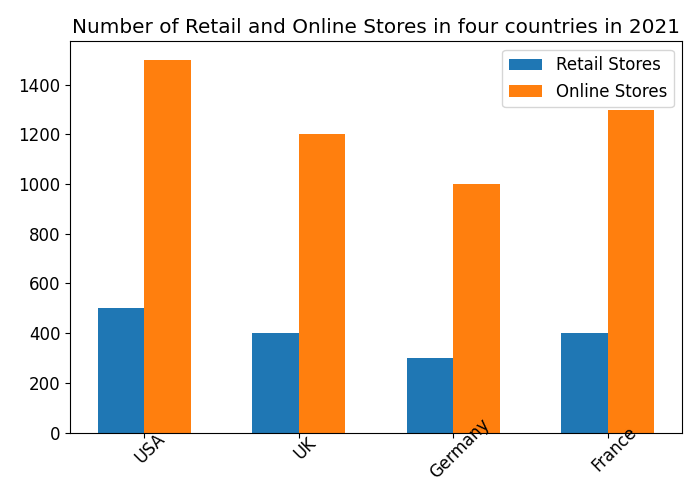 Number of Retail and Online Stores in four countries in 2021
Retail Stores
Online Stores
1400
1200
1000
800
600
400
200
0
USA
UK
Germany
France